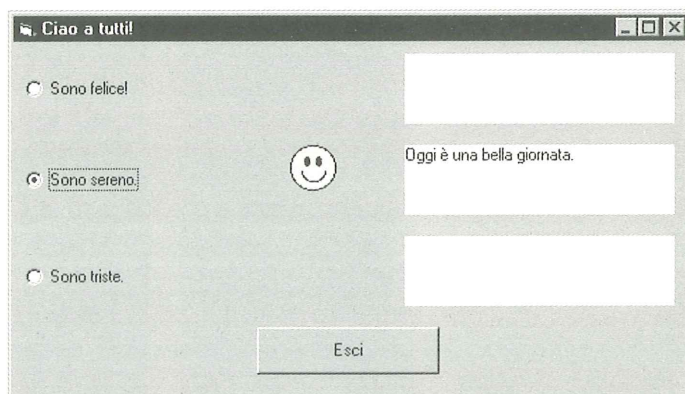 Ciao a tutti!
Sono felice!
Oggi è una bella giornata.
Sono sereno.
Sono triste.
Esci